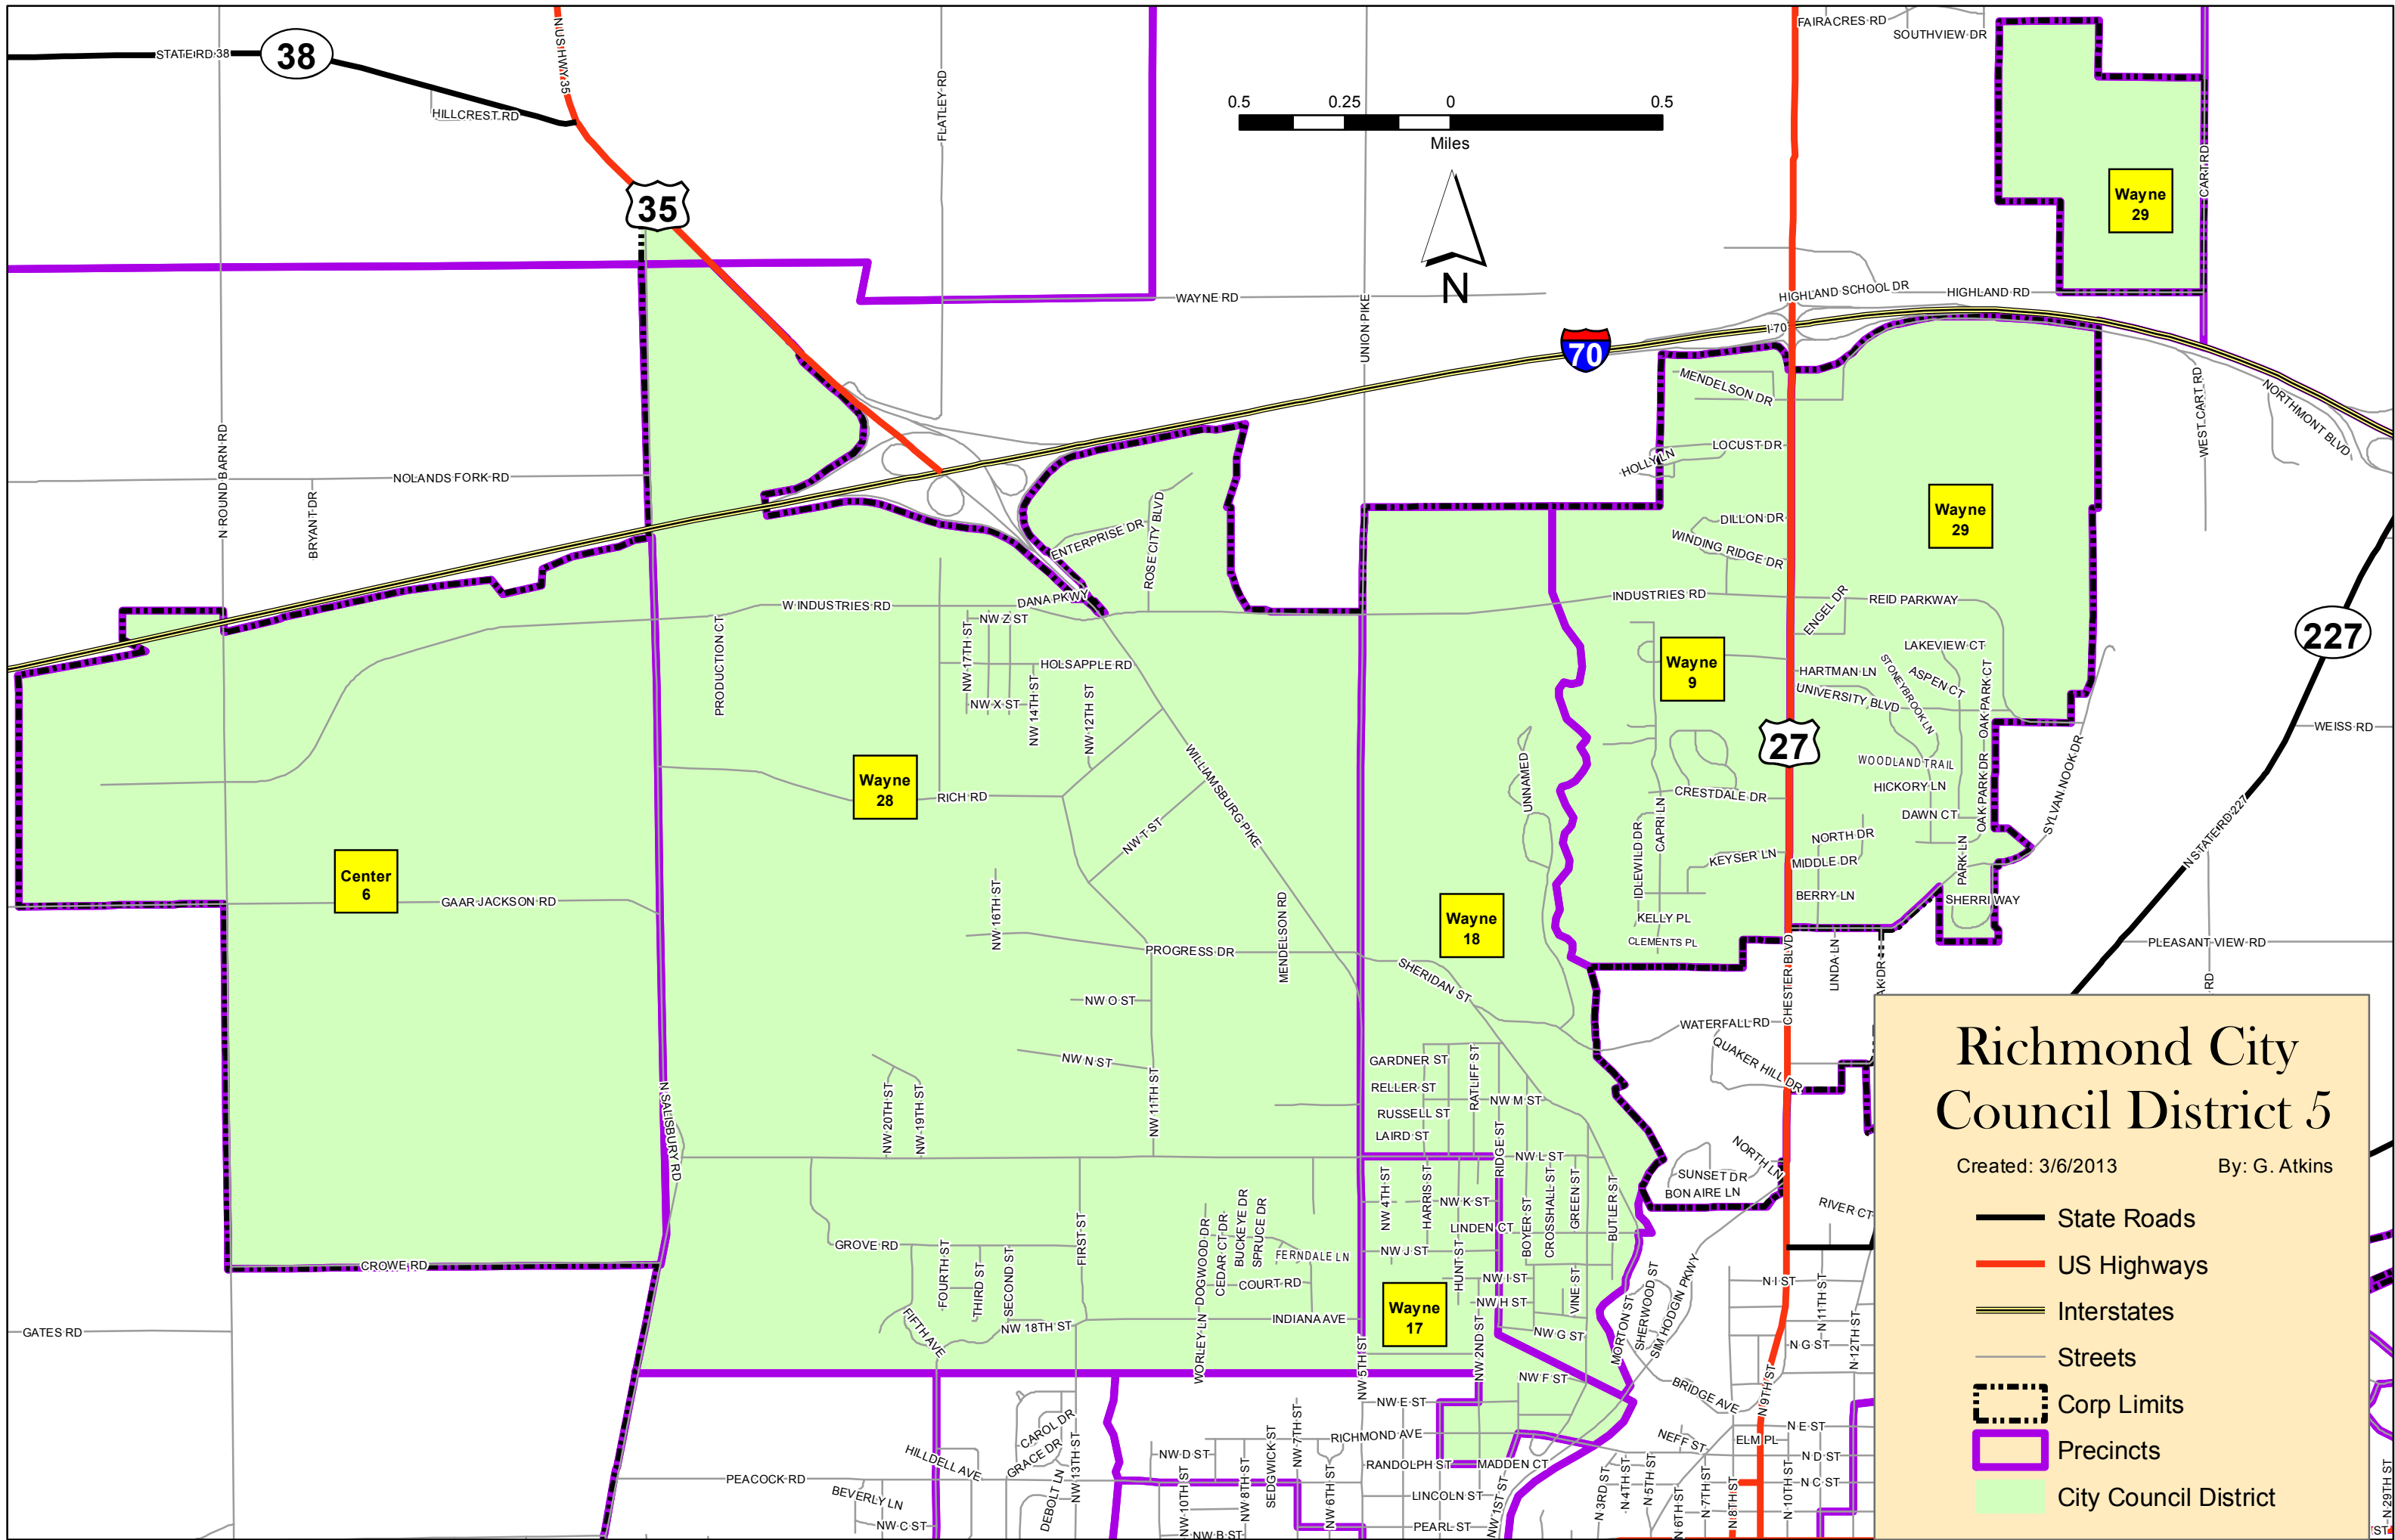 FAIRACRES RD
SOUTHVIEW DR
STATE RD 38
38
N US HWY 35
HILLCREST RD
FLATLEY RD
0.5 0.25 0 0.5
Miles
N
CART RD
Wayne
29
35
WAYNE RD
UNION PIKE
HIGHLAND SCHOOL DR
HIGHLAND RD
I-70
70
MENDELSON DR
WEST CART RD
NORTHMONT BLVD
N ROUND BARN RD
NOLANDS FORK RD
BRYANT DR
LOCUST DR
HOLLY LN
ENTERPRISE DR
ROSE CITY BLVD
DILLON DR
WINDING RIDGE DR
Wayne
29
W INDUSTRIES RD
DANA PKWY
INDUSTRIES RD
REID PARKWAY
ENGEL DR
227
PRODUCTION CT
NW Z ST
NW 17TH ST
HOLSAPPLE RD
NW X ST
NW 14TH ST
NW 12TH ST
Wayne
9
LAKEVIEW CT
HARTMAN LN
STONEYBROOK LN
ASPEN CT
OAK PARK CT
UNIVERSITY BLVD
27
WEISS RD
WILLIAMSBURG PIKE
UNNAMED
Wayne
28
RICH RD
NW T ST
CRESTDALE DR
WOODLAND TRAIL
HICKORY LN
OAK PARK DR
DAWN CT
SYLVAN NOOK DR
N STATE RD 227
IDLEWILD DR
CAPRI LN
NORTH DR
KEYSER LN
MIDDLE DR
PARK LN
Center
6
GAAR JACKSON RD
NW 16TH ST
MENDELSON RD
Wayne
18
BERRY LN
SHERRI WAY
KELLY PL
CLEMENTS PL
PROGRESS DR
SHERIDAN ST
CHESTER BLVD
LINDA LN
PLEASANT VIEW RD
RD
NW O ST
WATERFALL RD
NW N ST
QUAKER HILL DR
GARDNER ST
RATLIFF ST
RELLER ST
NW M ST
RUSSELL ST
LAIRD ST
N SALISBURY RD
NW 20TH ST
NW 19TH ST
NW 11TH ST
NW L ST
RIDGE ST
NORTH LN
SUNSET DR
BON AIRE LN
RIVER CT
NW 4TH ST
HARRIS ST
NW K ST
LINDEN CT
BOYER ST
CROSSHALL ST
GREEN ST
BUTLER ST
NW J ST
HUNT ST
NW I ST
NW H ST
VINE ST
GROVE RD
FIRST ST
FOURTH ST
THIRD ST
SECOND ST
DOGWOOD DR
CEDAR CT DR
BUCKEYE DR
SPRUCE DR
FERNDALE LN
COURT RD
CROWE RD
GATES RD
FIFTH AVE
NW 18TH ST
WORLEY LN
INDIANA AVE
Wayne
17
NW 5TH ST
NW 2ND ST
NW G ST
NW F ST
MORTON ST
SHERWOOD ST
SIM HODGIN PKWY
N I ST
N 11TH ST
N G ST
N 12TH ST
BRIDGE AVE
N 9TH ST
NW E ST
RICHMOND AVE
N E ST
NEFF ST
ELM PL
N D ST
CAROL DR
GRACE DR
HILLDELL AVE
NW 13TH ST
NW D ST
SEDGWICK ST
NW 7TH ST
RANDOLPH ST
MADDEN CT
N C ST
PEACOCK RD
BEVERLY LN
DEBOLT LN
NW 10TH ST
NW 8TH ST
NW 6TH ST
LINCOLN ST
NW 1ST ST
N 3RD ST
N 4TH ST
N 5TH ST
N 6TH ST
N 7TH ST
N 8TH ST
N 10TH ST
NW C ST
NW B ST
PEARL ST
N 29TH ST
ST
Richmond City
Council District 5
Created: 3/6/2013 By: G. Atkins
State Roads
US Highways
Interstates
Streets
Corp Limits
Precincts
City Council District